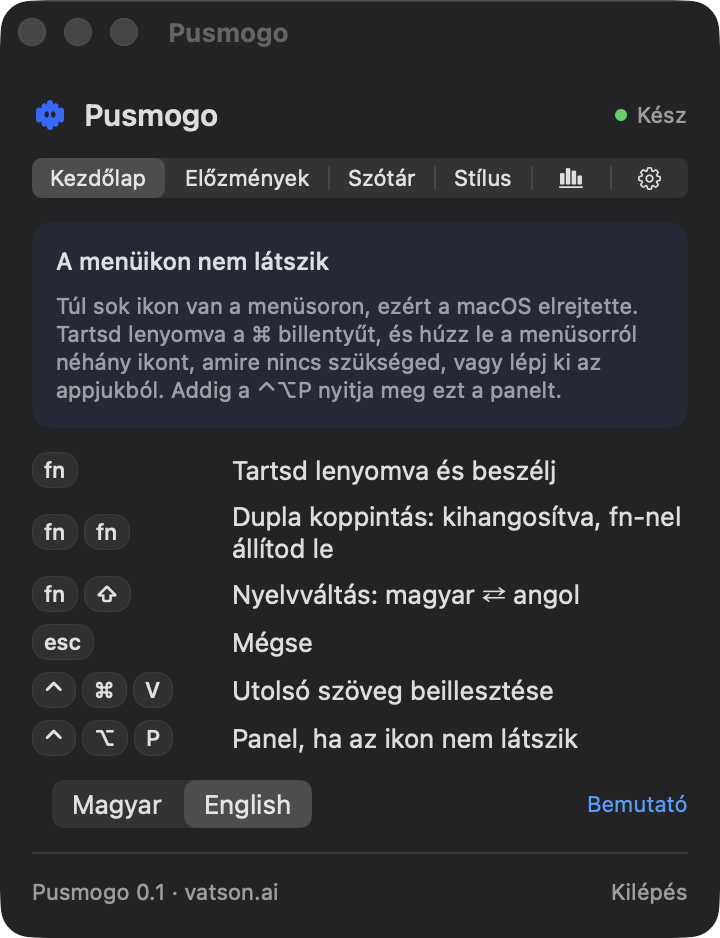 Pusmogo
Pusmogo
Kész
Kezdőlap Előzmények Szótár Stílus
A menüikon nem látszik
Túl sok ikon van a menüsoron, ezért a macOS elrejtette.
Tartsd lenyomva a ⌘ billentyűt, és húzz le a menüsorról
néhány ikont, amire nincs szükséged, vagy lépj ki az
appjukból. Addig a ^⌥P nyitja meg ezt a panelt.
fn Tartsd lenyomva és beszélj
fn fn Dupla koppintás: kihangosítva, fn-nel
állítod le
fn ⇧ Nyelvváltás: magyar ⇄ angol
esc Mégse
^ ⌘ V Utolsó szöveg beillesztése
^ ⌥ P Panel, ha az ikon nem látszik
Magyar English Bemutató
Pusmogo 0.1 · vatson.ai Kilépés